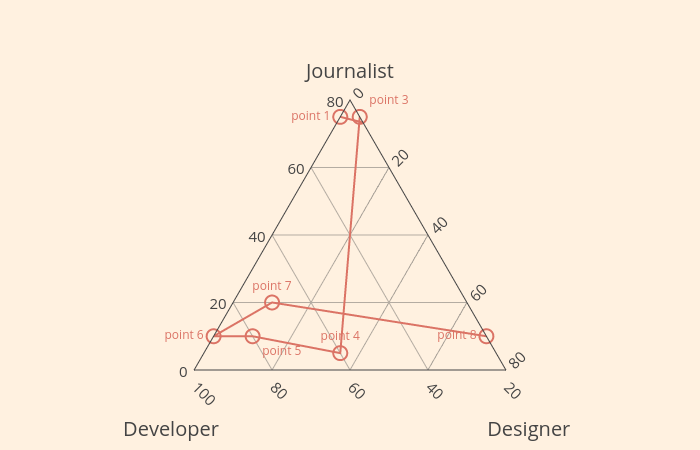 Journalist
80
0
point 3
point 1
60
20
40
40
point 7
20
60
point 6
point 4
point 8
point 5
0
80
100
80
60
40
20
Developer
Designer